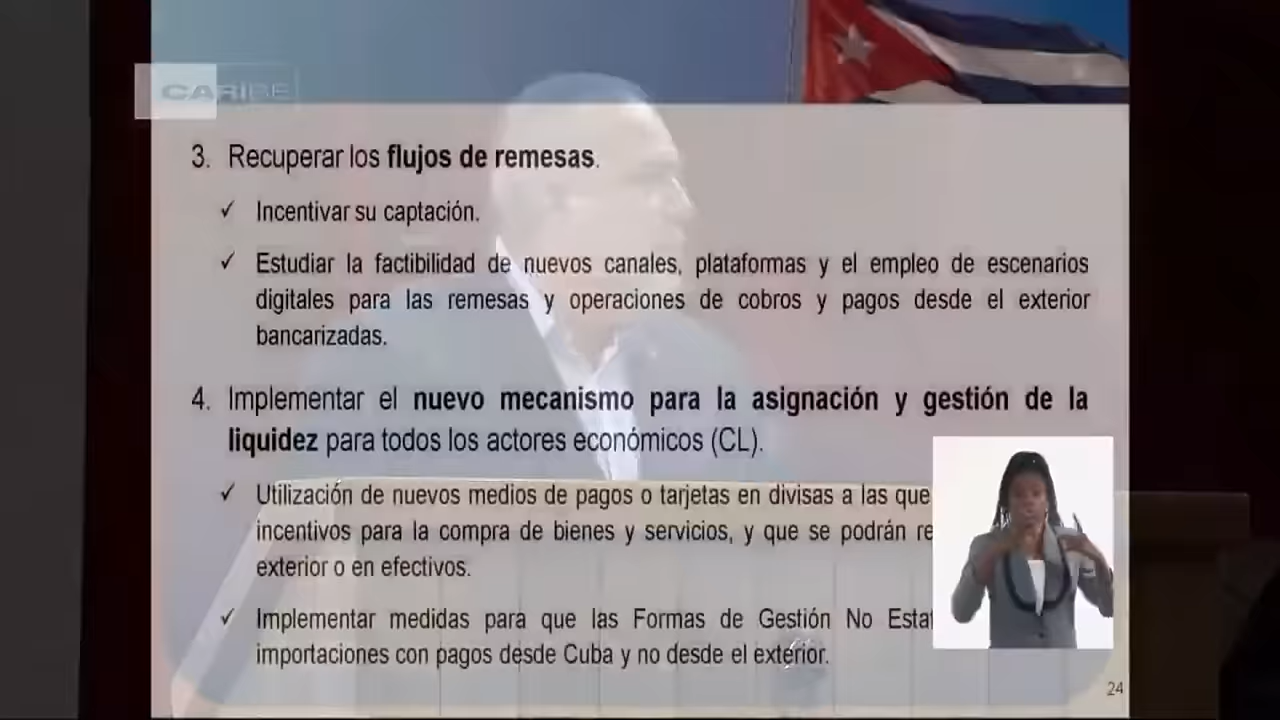 CARIBE
3. Recuperar los flujos de remesas.
✓ Incentivar su captación.
✓ Estudiar la factibilidad de nuevos canales, plataformas y el empleo de escenarios
digitales para las remesas y operaciones de cobros y pagos desde el exterior
bancarizadas.
4. Implementar el nuevo mecanismo para la asignación y gestión de la
liquidez para todos los actores económicos (CL).
✓ Utilización de nuevos medios de pagos o tarjetas en divisas a las que
incentivos para la compra de bienes y servicios, y que se podrán
exterior o en efectivos.
✓ Implementar medidas para que las Formas de Gestión No
importaciones con pagos desde Cuba y no desde el exterior.
24